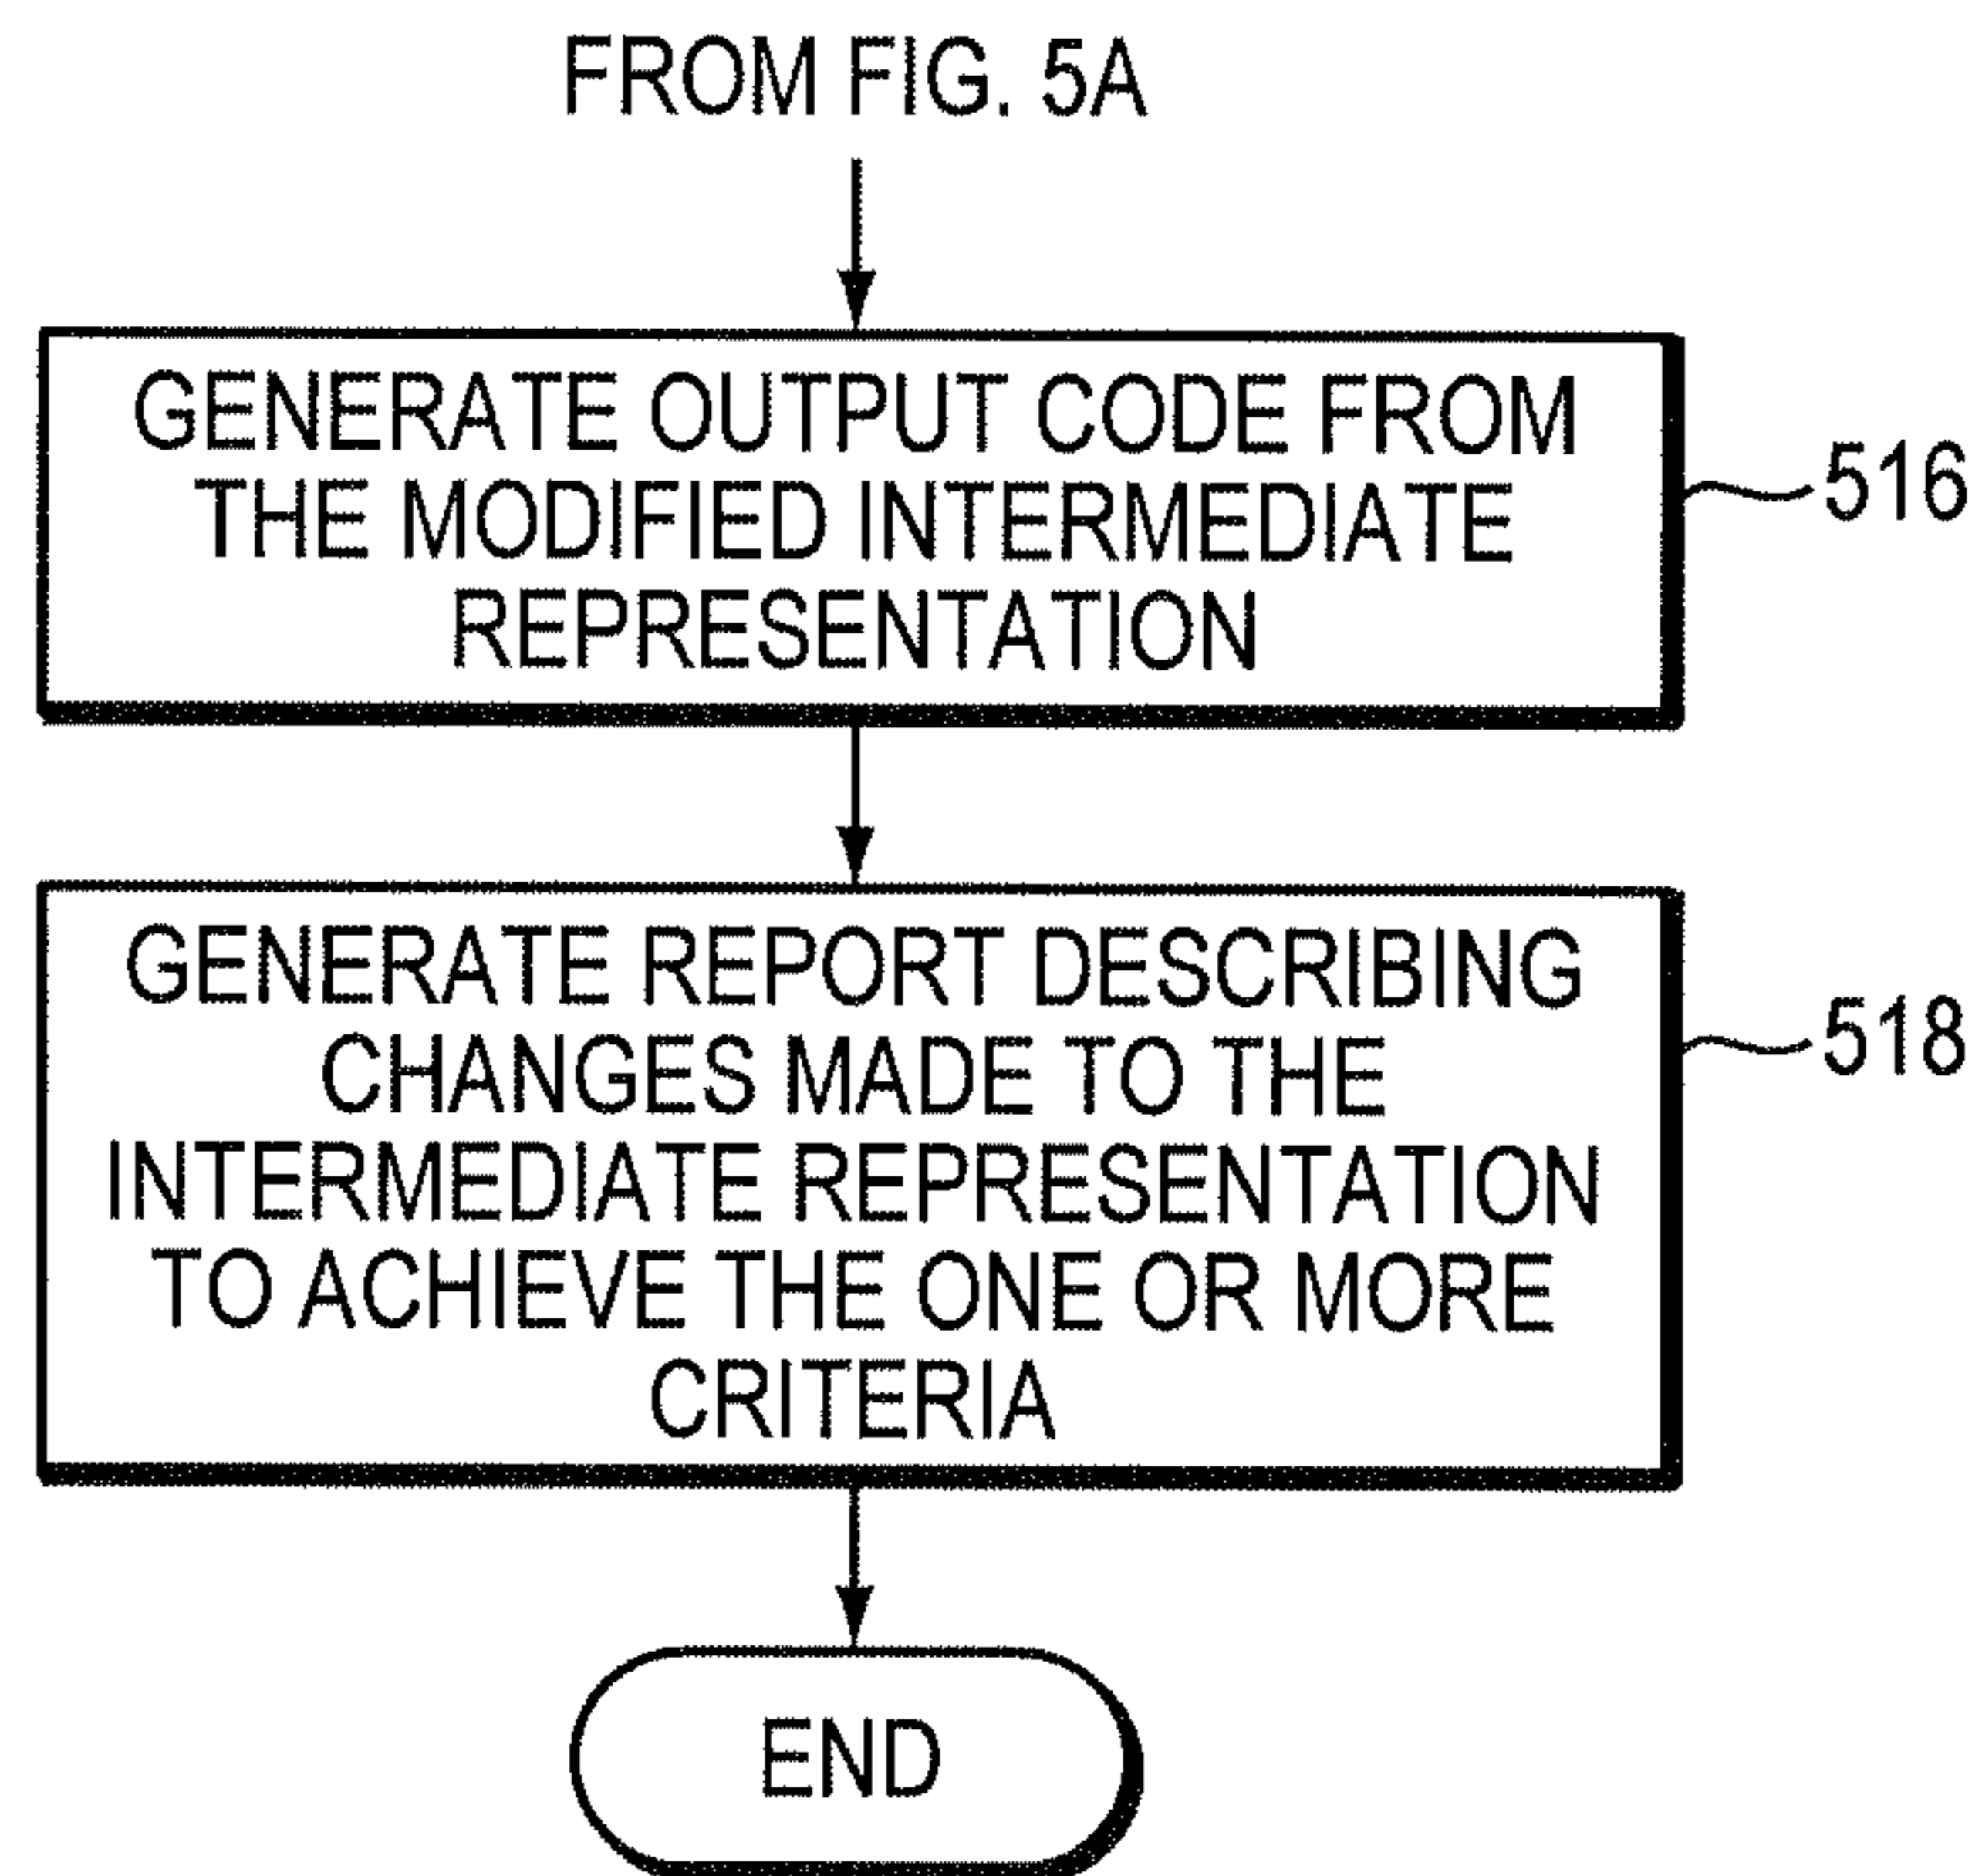 FROM FIG. 5A
GENERATE OUTPUT CODE FROM
THE MODIFIED INTERMEDIATE
REPRESENTATION
516
GENERATE REPORT DESCRIBING
CHANGES MADE TO THE
INTERMEDIATE REPRESENTATION
TO ACHIEVE THE ONE OR MORE
CRITERIA
518
END